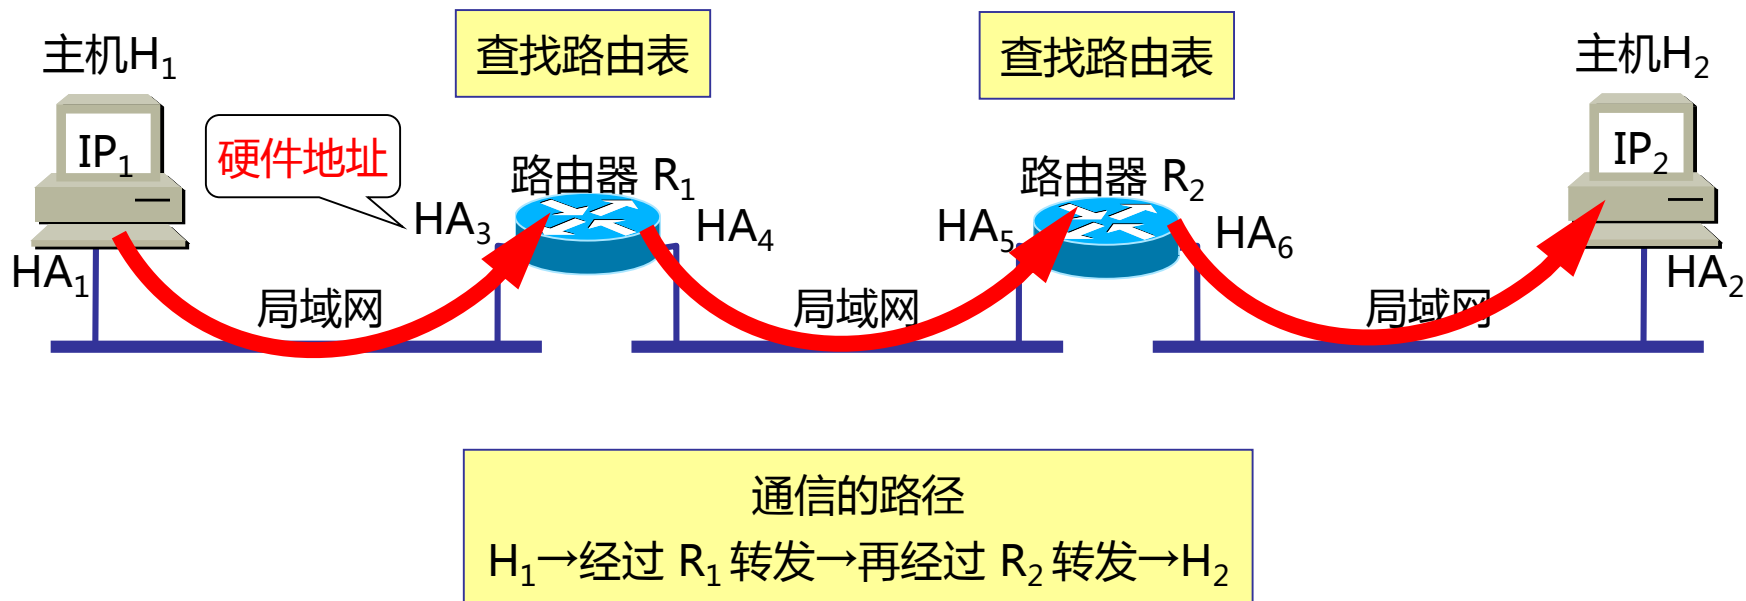 查找路由表
查找路由表
主机H₁
主机H₂
IP₁
IP₂
硬件地址
路由器 R₁
路由器 R₂
HA₃
HA₄
HA₅
HA₆
HA₁
HA₂
局域网
局域网
局域网
通信的路径
H₁→经过 R₁ 转发→再经过 R₂ 转发→H₂